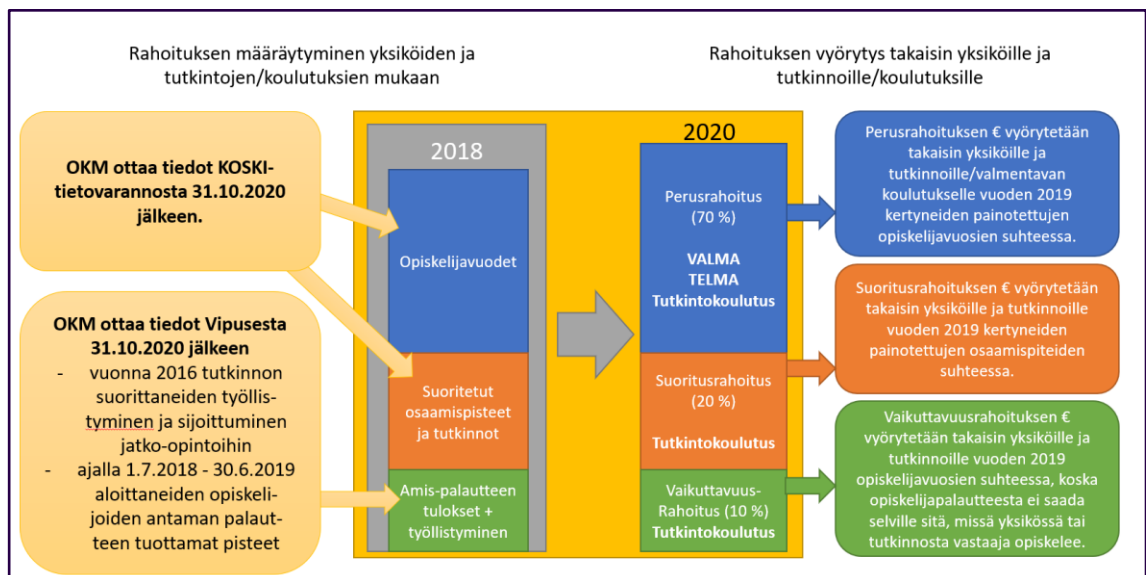 Rahoituksen määräytyminen yksiköiden ja
tutkintojen/koulutuksien mukaan
Rahoituksen vyörytys takaisin yksiköille ja
tutkinnoille/koulutuksille
OKM ottaa tiedot KOSKI-
tietovarannosta 31.10.2020
jälkeen.
OKM ottaa tiedot Vipusesta
31.10.2020 jälkeen
- vuonna 2016 tutkinnon
suorittaneiden työllis-
tyminen ja sijoittuminen
jatko-opintoihin
- ajalla 1.7.2018 - 30.6.2019
aloittaneiden opiskeli-
joiden antaman palaut-
teen tuottamat pisteet
2018
Opiskelijavuodet
Suoritetut
osaamispisteet
ja tutkinnot
Amis-palautteen
tulokset +
työllistyminen
2020
Perusrahoitus
(70 %)
VALMA
TELMA
Tutkintokoulutus
Suoritusrahoitus
(20 %)
Tutkintokoulutus
Vaikuttavuus-
Rahoitus (10 %)
Tutkintokoulutus
Perusrahoituksen € vyörytetään
takaisin yksiköille ja
tutkinnoille/valmentavan
koulutukselle vuoden 2019
kertyneiden painotettujen
opiskelijavuosien suhteessa.
Suoritusrahoituksen € vyörytetään
takaisin yksiköille ja tutkinnoille
vuoden 2019 kertyneiden
painotettujen osaamispiteiden
suhteessa.
Vaikuttavuusrahoituksen €
vyörytetään takaisin yksiköille ja
tutkinnoille vuoden 2019
opiskelijavuosien suhteessa, koska
opiskelijapalautteesta ei saada
selville sitä, missä yksikössä tai
tutkinnosta vastaaja opiskelee.